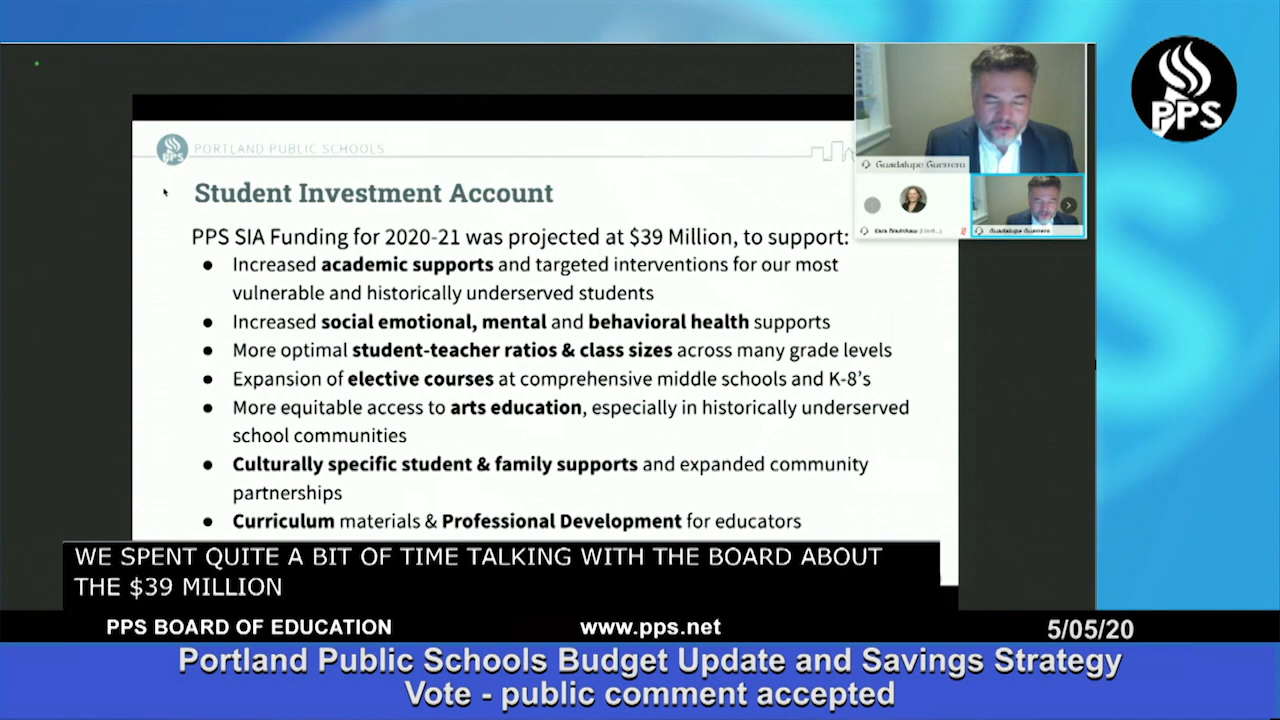 PPS
PORTLAND PUBLIC SCHOOLS
Student Investment Account
PPS SIA Funding for 2020-21 was projected at $39 Million, to support:
● Increased academic supports and targeted interventions for our most
vulnerable and historically underserved students
● Increased social emotional, mental and behavioral health supports
● More optimal student-teacher ratios & class sizes across many grade levels
● Expansion of elective courses at comprehensive middle schools and K-8’s
● More equitable access to arts education, especially in historically underserved
school communities
● Culturally specific student & family supports and expanded community
partnerships
● Curriculum materials & Professional Development for educators
Guadalupe Guerrero
Guadalupe Guerrero
PPS
WE SPENT QUITE A BIT OF TIME TALKING WITH THE BOARD ABOUT
THE $39 MILLION
PPS BOARD OF EDUCATION
www.pps.net
5/05/20
Portland Public Schools Budget Update and Savings Strategy
Vote - public comment accepted